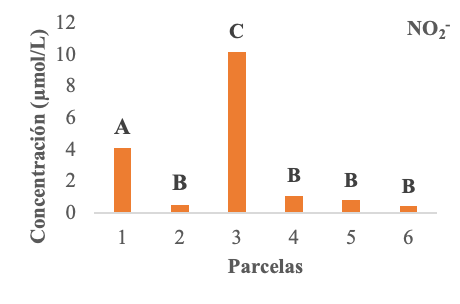 NO₂⁻
Concentración (µmol/L)
12
10
8
6
4
2
0
A
B
C
B
B
B
1 2 3 4 5 6
Parcelas